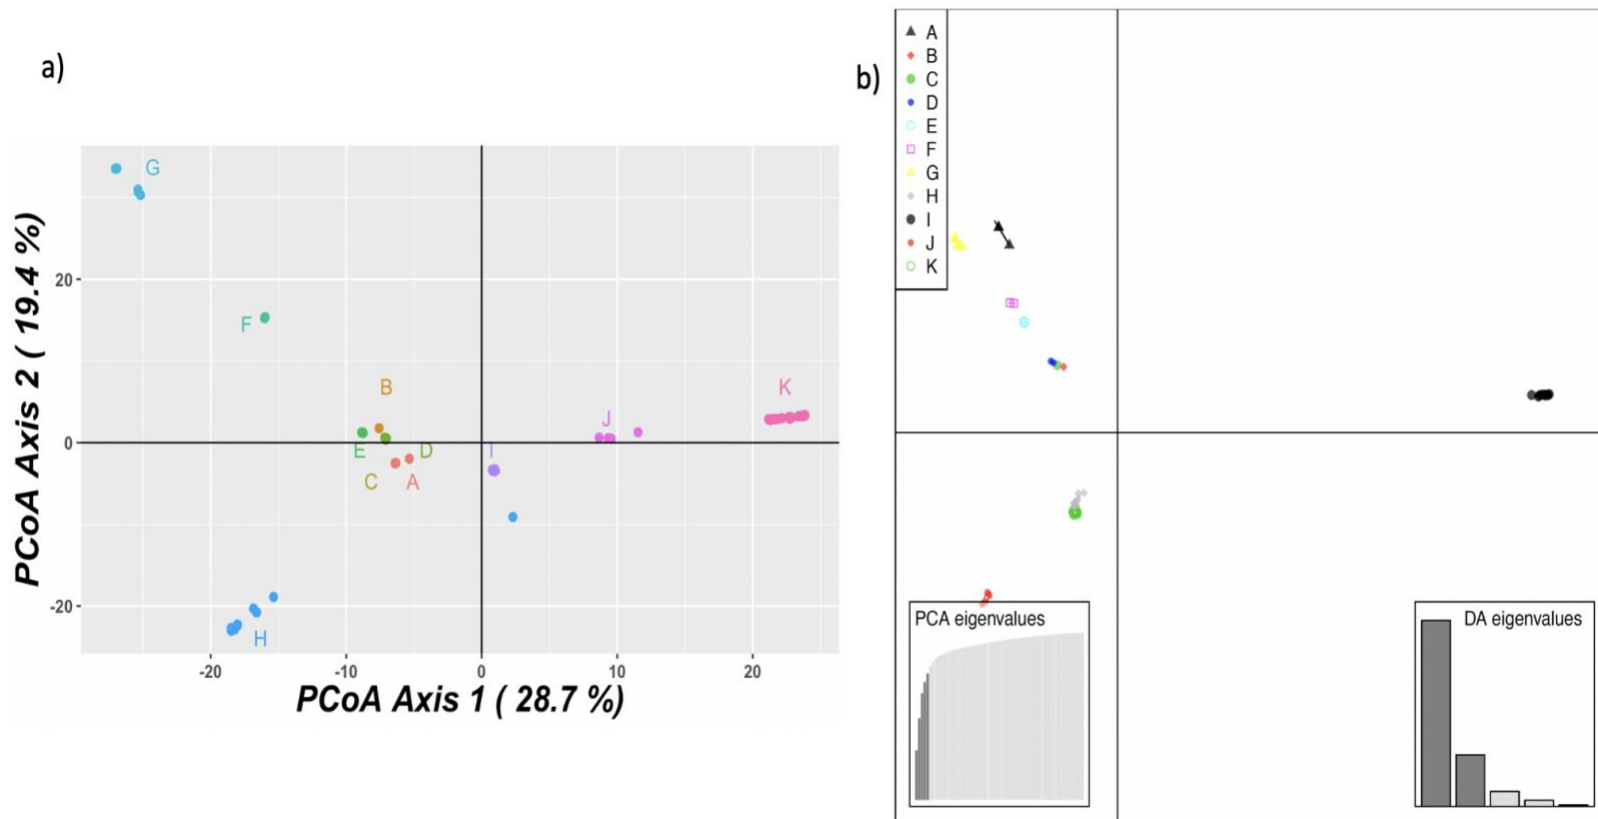 a)
G
F
B
K
J
E
D
I
C
A
H
20
0
-20
-20
-10
0
10
20
PCoA Axis 2 ( 19.4 %)
PCoA Axis 1 ( 28.7 %)
b)
A
B
C
D
E
F
G
H
I
J
K
PCA eigenvalues
DA eigenvalues